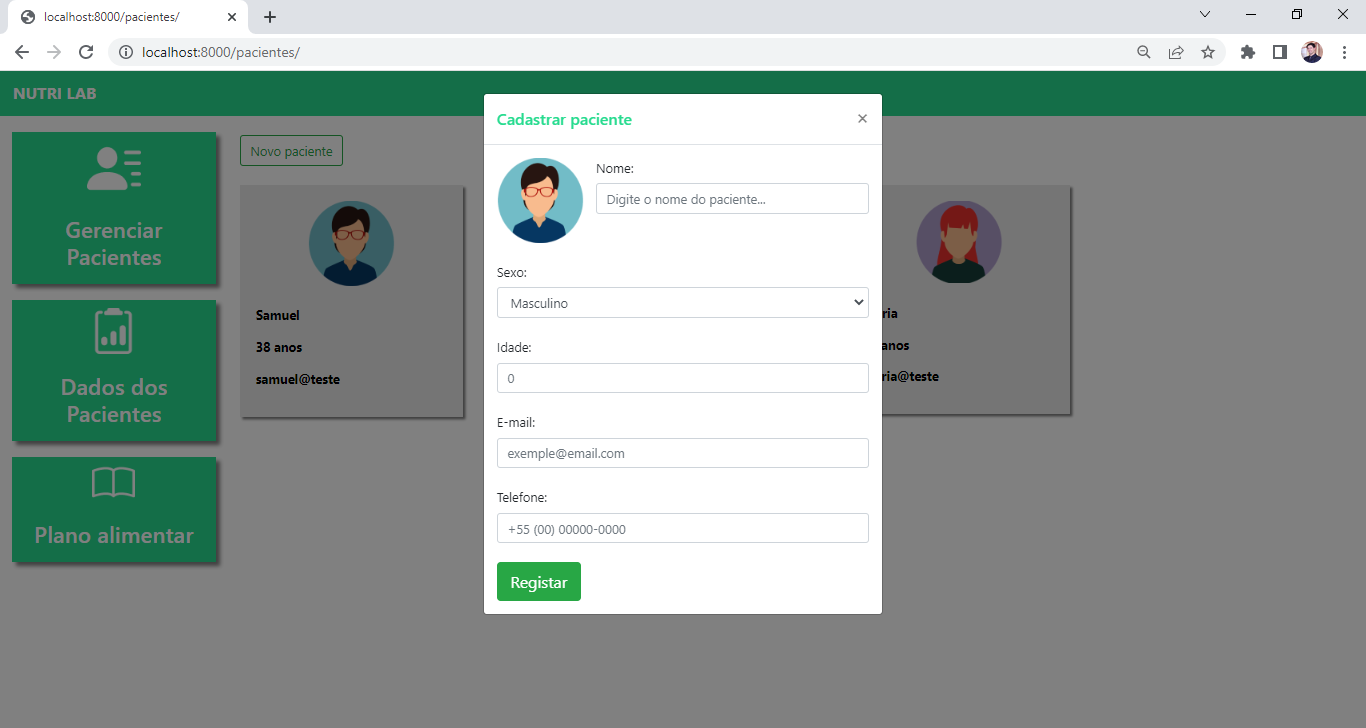 localhost:8000/pacientes/
localhost:8000/pacientes/
NUTRI LAB
Gerenciar
Pacientes
Dados dos
Pacientes
Plano alimentar
Novo paciente
Samuel
38 anos
samuel@teste
Cadastrar paciente
Nome:
Digite o nome do paciente...
Sexo:
Masculino
Idade:
0
E-mail:
exemple@email.com
Telefone:
+55 (00) 00000-0000
Registar
ria
anos
ria@teste